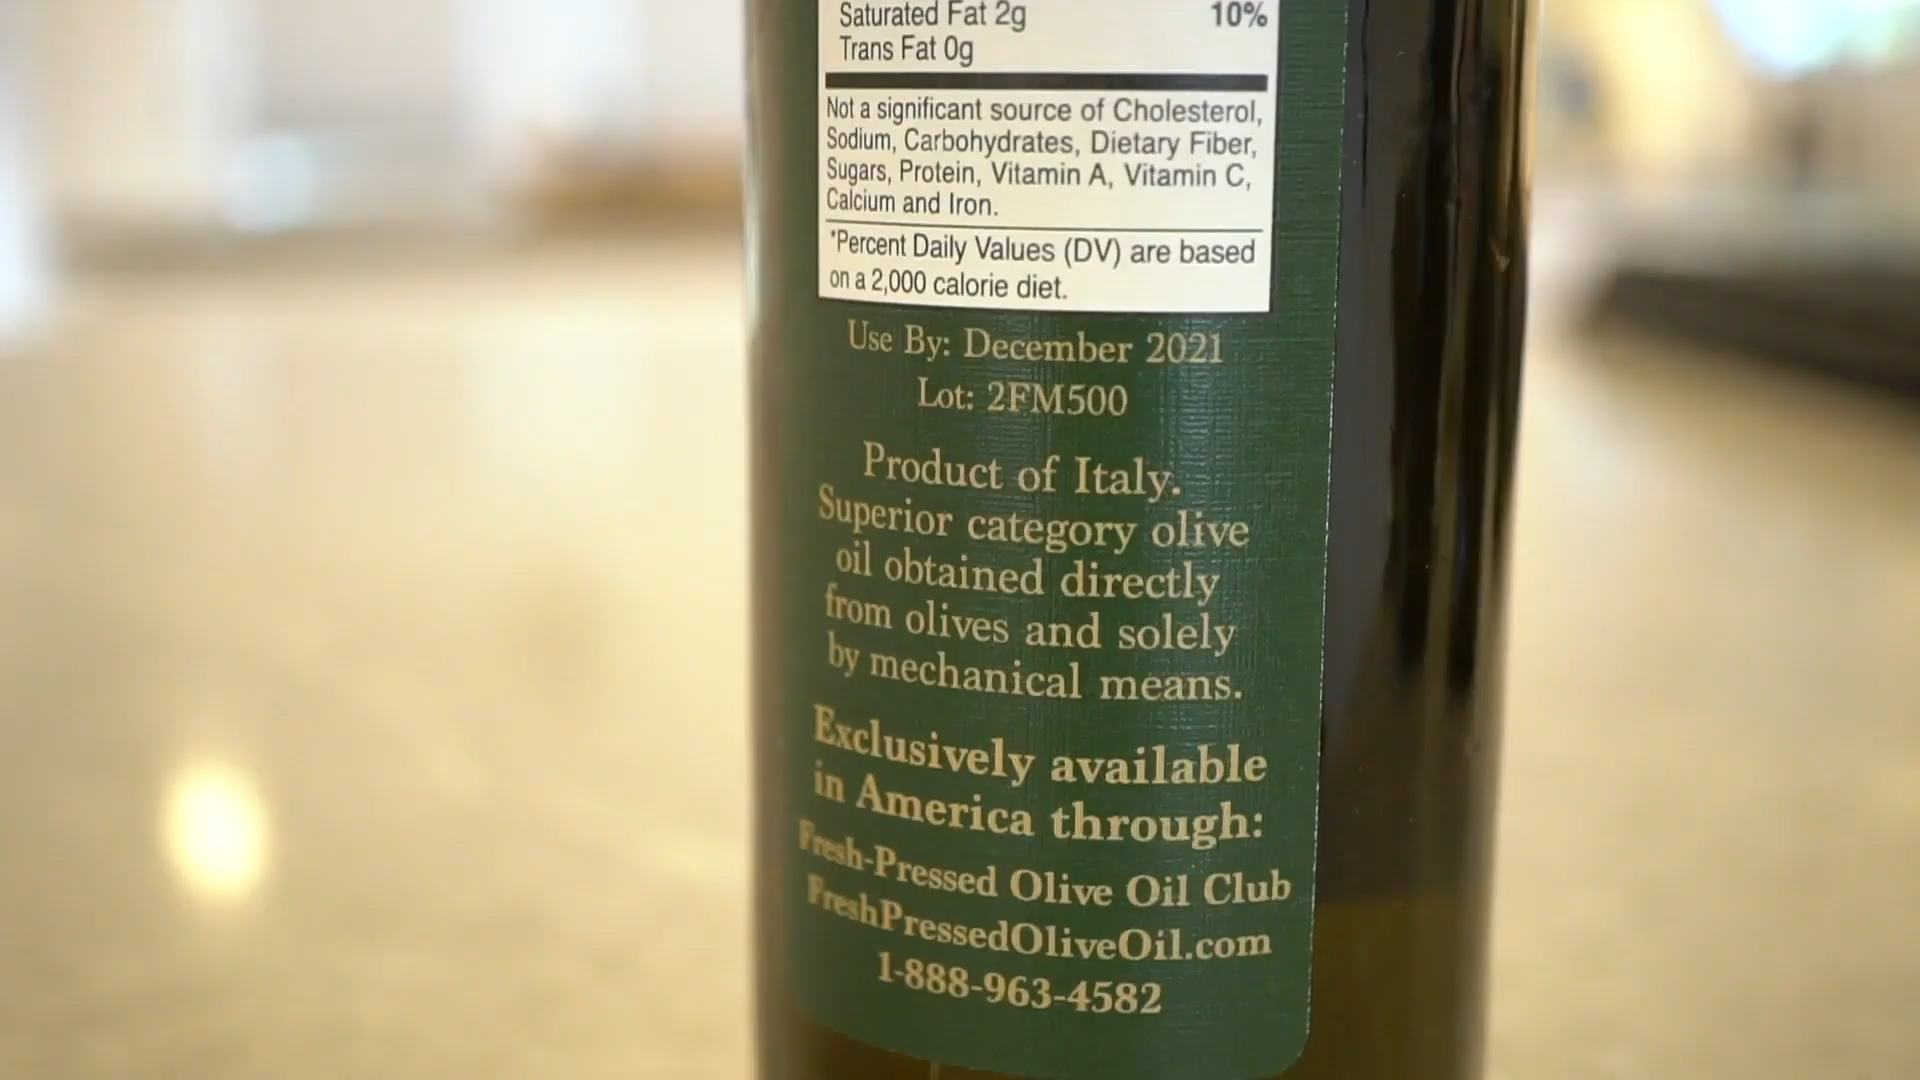 Saturated Fat 2g 10%
Trans Fat 0g
Not a significant source of Cholesterol,
Sodium, Carbohydrates, Dietary Fiber,
Sugars, Protein, Vitamin A, Vitamin C,
Calcium and Iron.
*Percent Daily Values (DV) are based
on a 2,000 calorie diet.
Use By: December 2021
Lot: 2FM500
Product of Italy.
Superior category olive
oil obtained directly
from olives and solely
by mechanical means.
Exclusively available
in America through:
Fresh-Pressed Olive Oil Club
FreshPressedOliveOil.com
1-888-963-4582